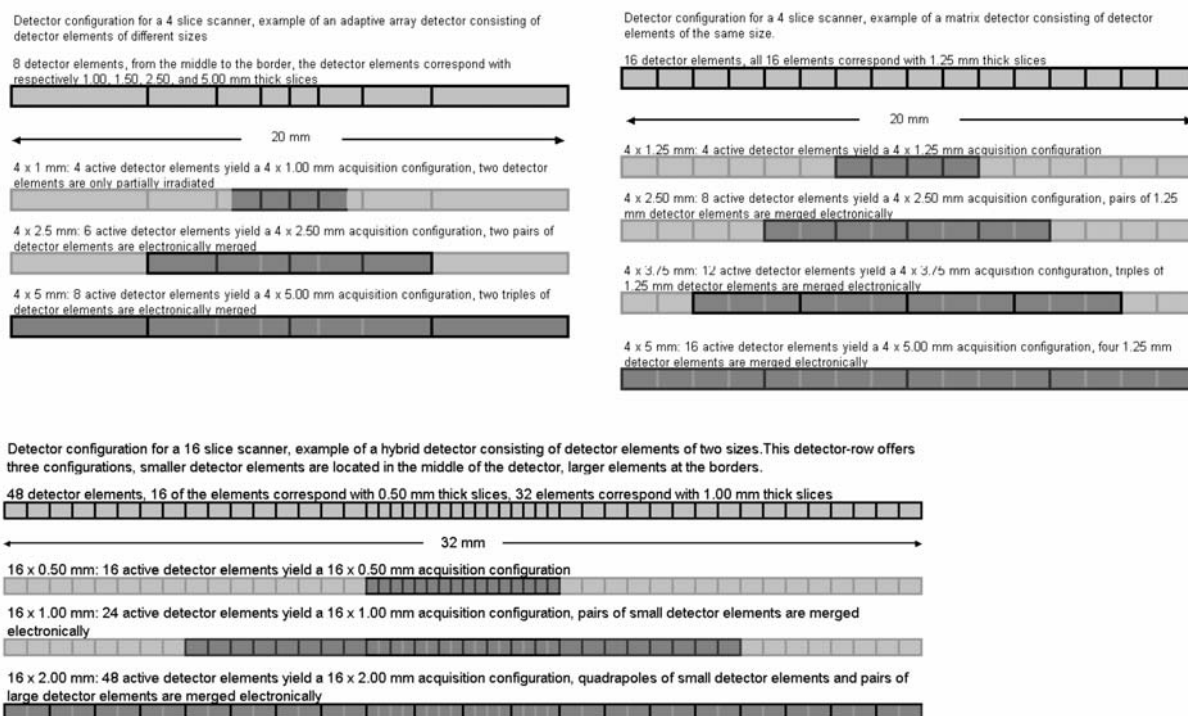 Detector configuration for a 4 slice scanner, example of an adaptive array detector consisting of
detector elements of different sizes
8 detector elements, from the middle to the border, the detector elements correspond with
respectively 1.00, 1.50, 2.50, and 5.00 mm thick slices
20 mm
4 x 1 mm: 4 active detector elements yield a 4 x 1.00 mm acquisition configuration, two detector
elements are only partially irradiated
4 x 2.5 mm: 6 active detector elements yield a 4 x 2.50 mm acquisition configuration, two pairs of
detector elements are electronically merged
4 x 5 mm: 8 active detector elements yield a 4 x 5.00 mm acquisition configuration, two triples of
detector elements are electronically merged
Detector configuration for a 4 slice scanner, example of a matrix detector consisting of detector
elements of the same size.
16 detector elements, all 16 elements correspond with 1.25 mm thick slices
20 mm
4 x 1.25 mm: 4 active detector elements yield a 4 x 1.25 mm acquisition configuration
4 x 2.50 mm: 8 active detector elements yield a 4 x 2.50 mm acquisition configuration, pairs of 1.25
mm detector elements are merged electronically
4 x 3.75 mm: 12 active detector elements yield a 4 x 3.75 mm acquisition configuration, triples of
1.25 mm detector elements are merged electronically
4 x 5 mm: 16 active detector elements yield a 4 x 5.00 mm acquisition configuration, four 1.25 mm
detector elements are merged electronically
Detector configuration for a 16 slice scanner, example of a hybrid detector consisting of detector elements of two sizes.This detector-row offers
three configurations, smaller detector elements are located in the middle of the detector, larger elements at the borders.
48 detector elements, 16 of the elements correspond with 0.50 mm thick slices, 32 elements correspond with 1.00 mm thick slices
32 mm
16 x 0.50 mm: 16 active detector elements yield a 16 x 0.50 mm acquisition configuration
16 x 1.00 mm: 24 active detector elements yield a 16 x 1.00 mm acquisition configuration, pairs of small detector elements are merged
electronically
16 x 2.00 mm: 48 active detector elements yield a 16 x 2.00 mm acquisition configuration, quadrapoles of small detector elements and pairs of
large detector elements are merged electronically